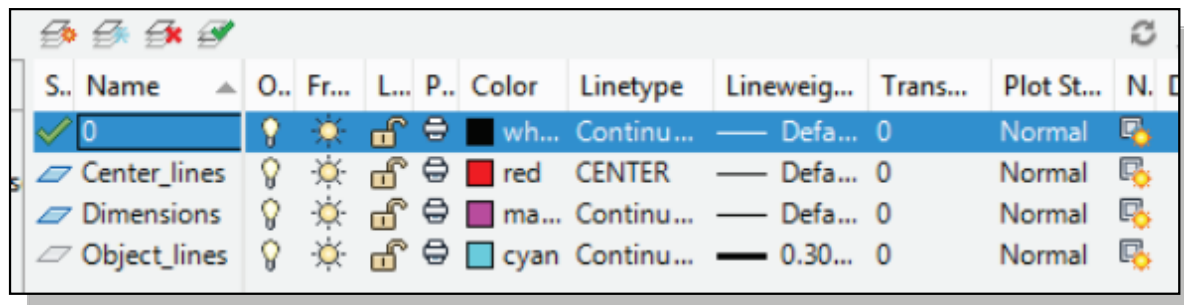 S.. Name O.. Fr... L... P.. Color Linetype Lineweig... Trans... Plot St... N. D
0 wh... Continu... Defa... 0 Normal
s Center_lines red CENTER Defa... 0 Normal
Dimensions ma... Continu... Defa... 0 Normal
Object_lines cyan Continu... 0.30... 0 Normal